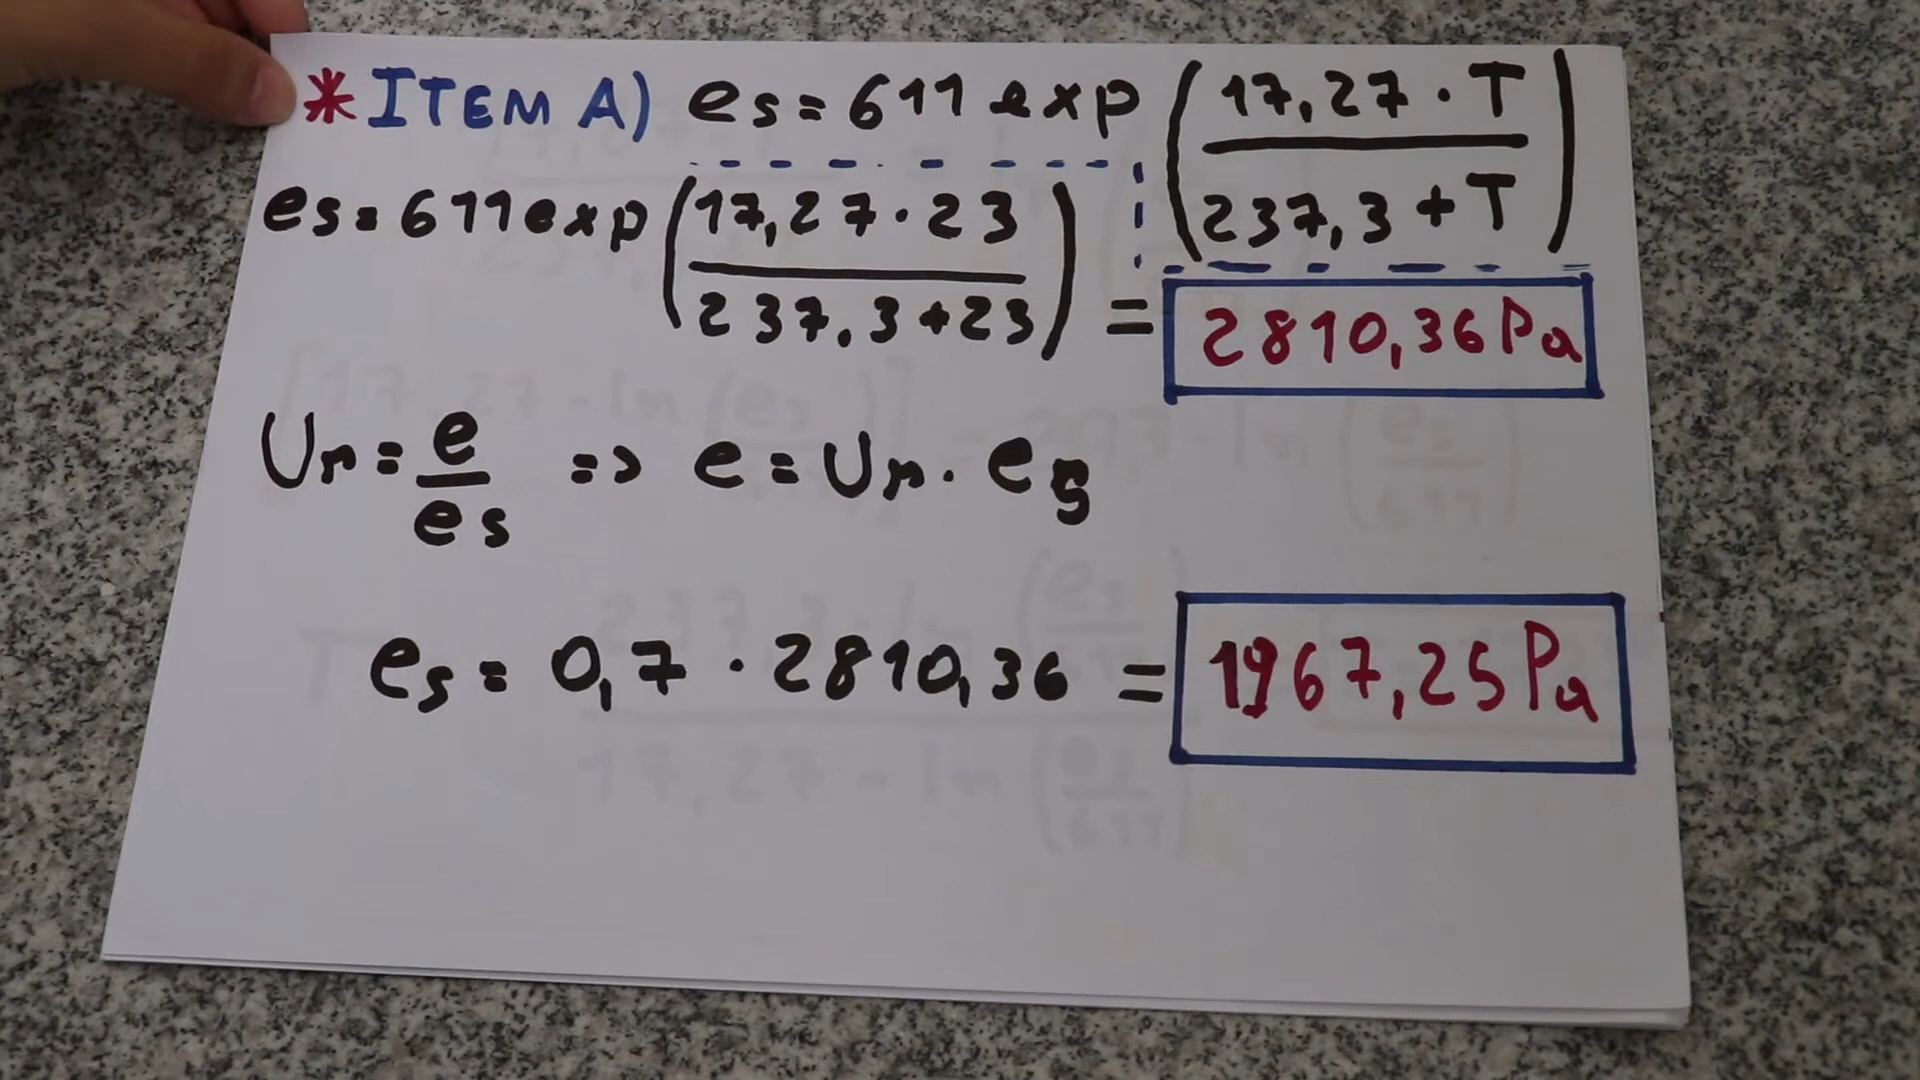 * ITEM A) es = 611 exp (17,27 · T / 237,3 + T)
es = 611 exp (17,27 · 23 / 237,3 + 23) = 2810,36 Pa
Ur = e / es => e = Ur · es
es = 0,7 · 2810,36 = 1967,25 Pa